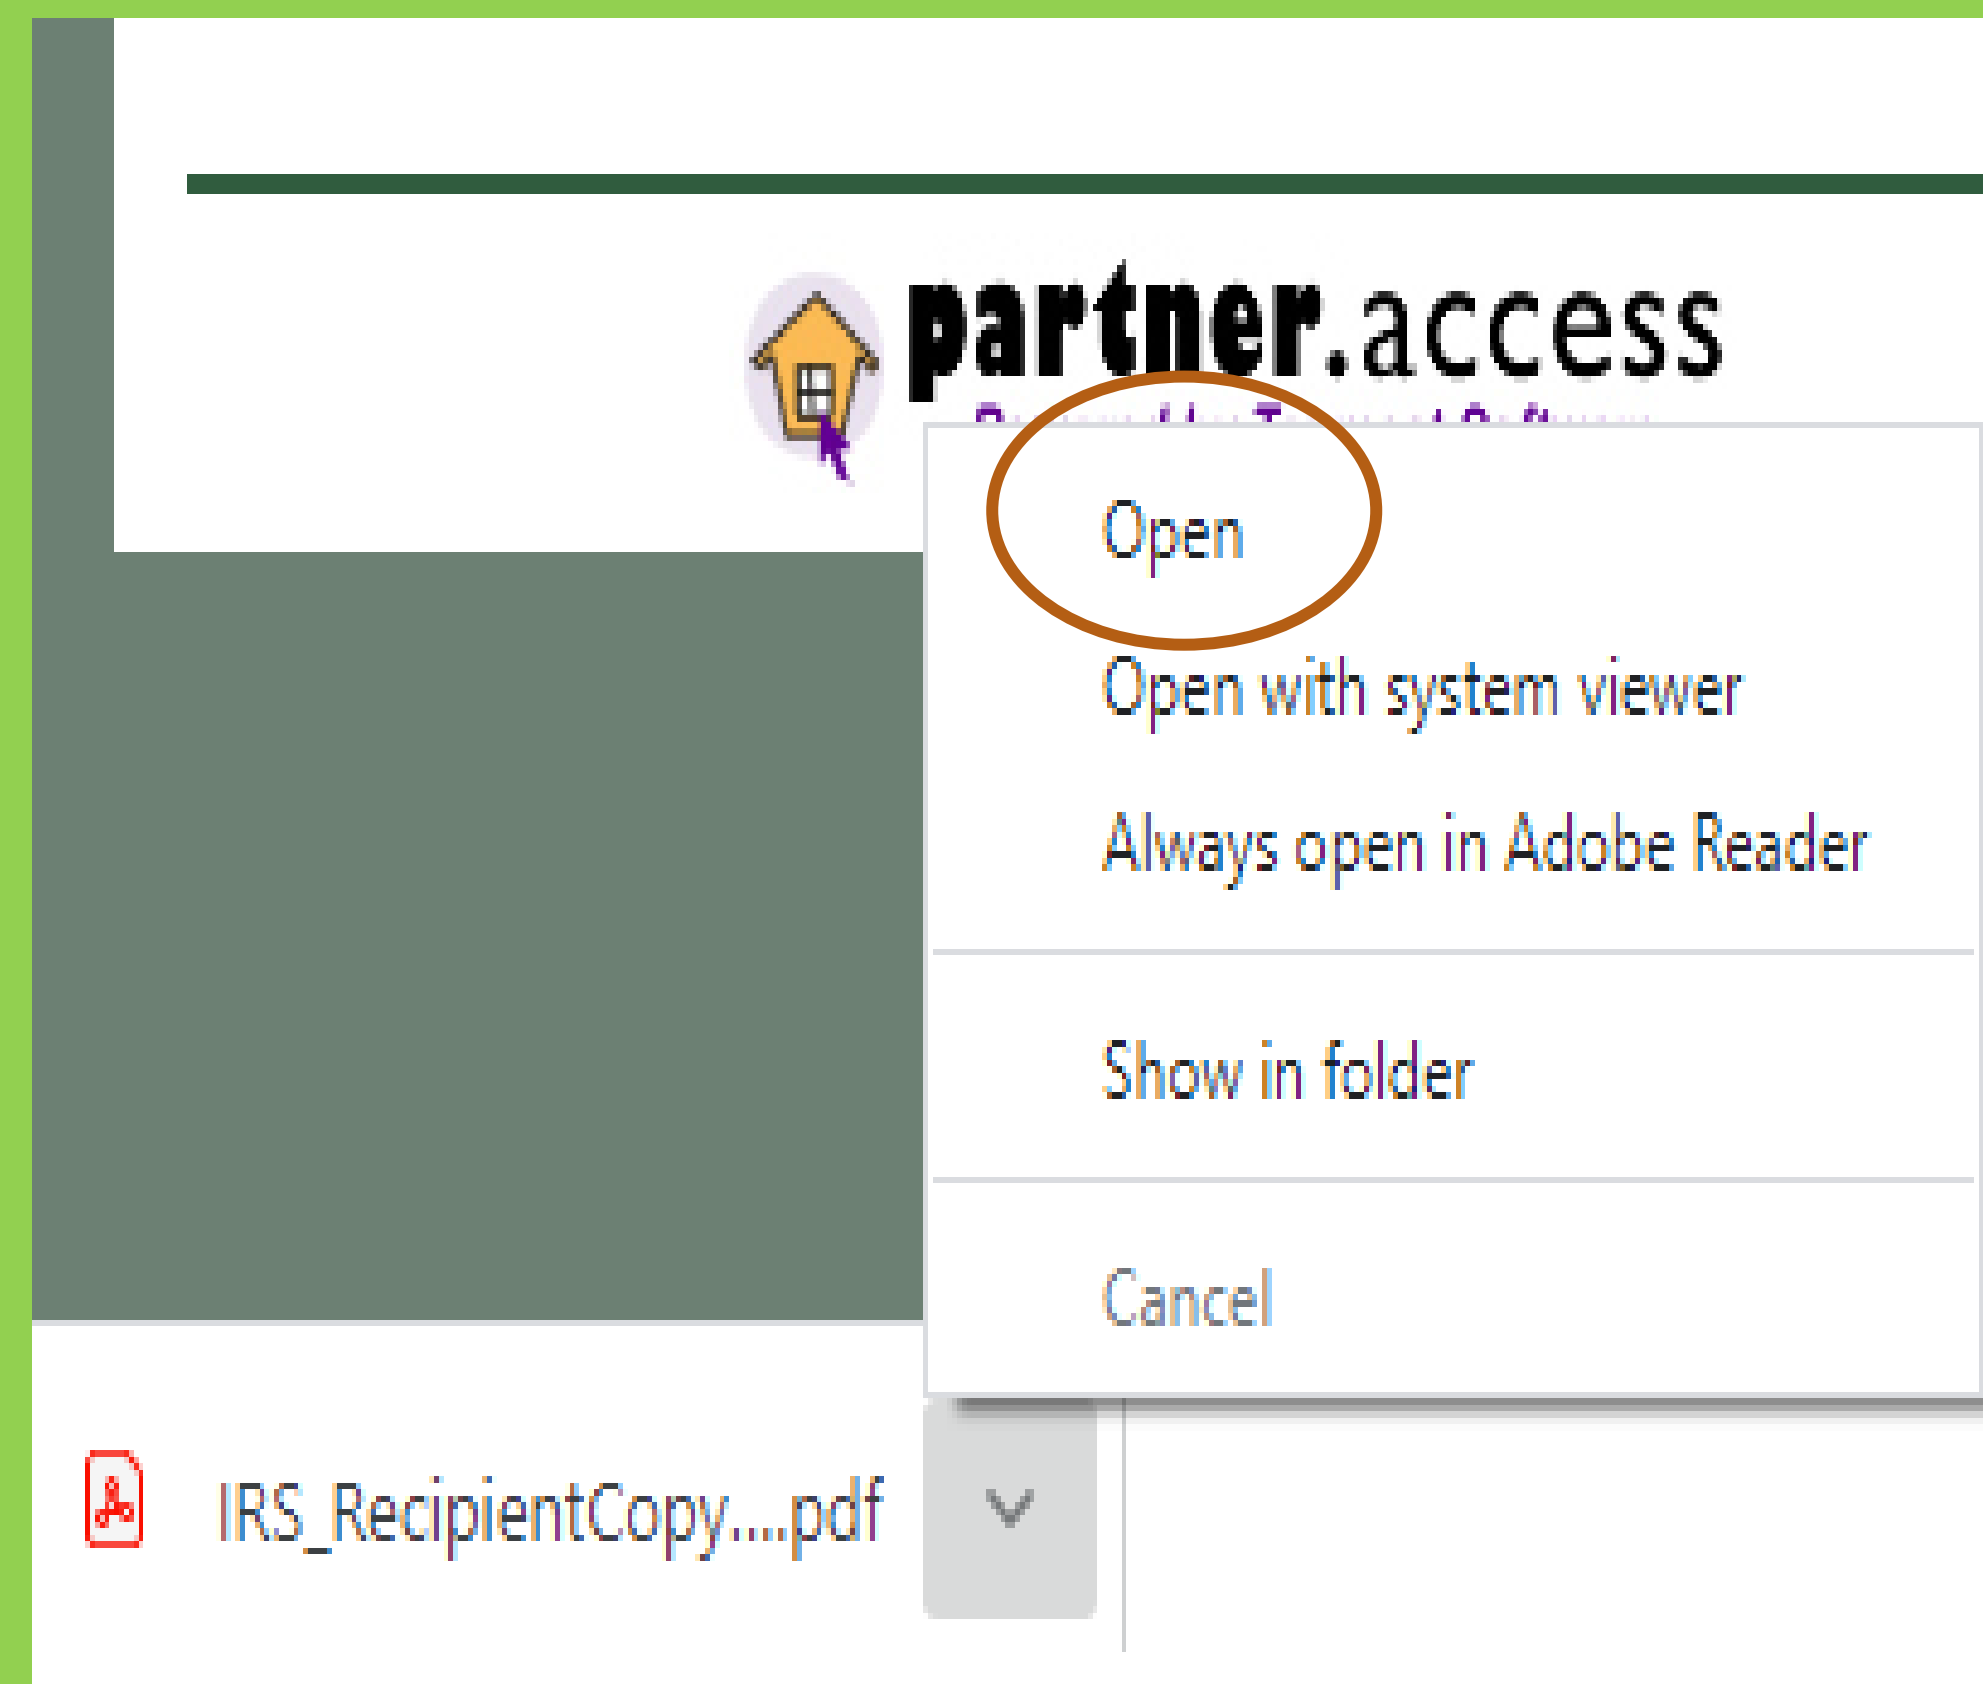 partner.access
Open
Open with system viewer
Always open in Adobe Reader
Show in folder
Cancel
IRS_RecipientCopy....pdf